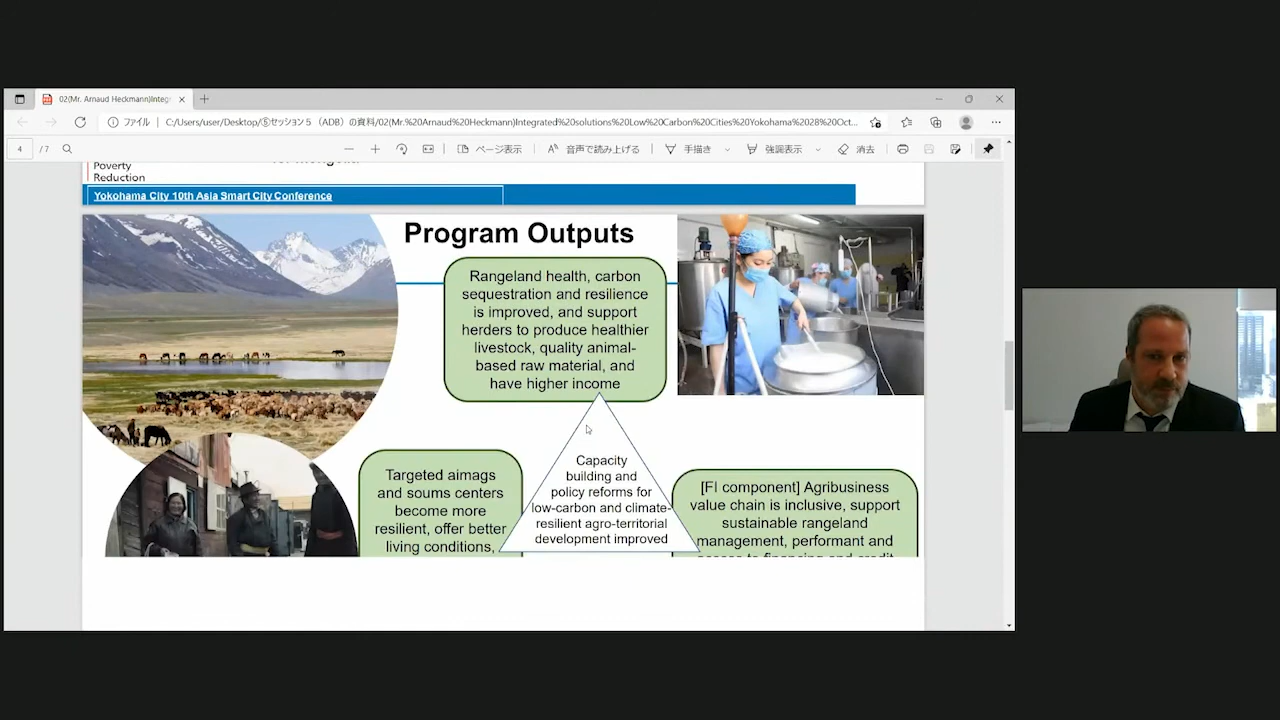 02(Mr. Arnaud Heckmann)Integ
ファイル
C:/Users/user/Desktop/⑤セッション５（ADB）の資料/02(Mr.%20Arnaud%20Heckmann)Integrated%20solutions%20Low%20Carbon%20Cities%20Yokohama%2028%20Oct...
4
/7
ページ表示
音声で読み上げる
手描き
強調表示
消去
Poverty
Reduction
Yokohama City 10th Asia Smart City Conference
Program Outputs
Rangeland health, carbon
sequestration and resilience
is improved, and support
herders to produce healthier
livestock, quality animal-
based raw material, and
have higher income
Targeted aimags
and soums centers
become more
resilient, offer better
living conditions,
Capacity
building and
policy reforms for
low-carbon and climate-
resilient agro-territorial
development improved
[FI component] Agribusiness
value chain is inclusive, support
sustainable rangeland
management, performant and
access to financing and credit